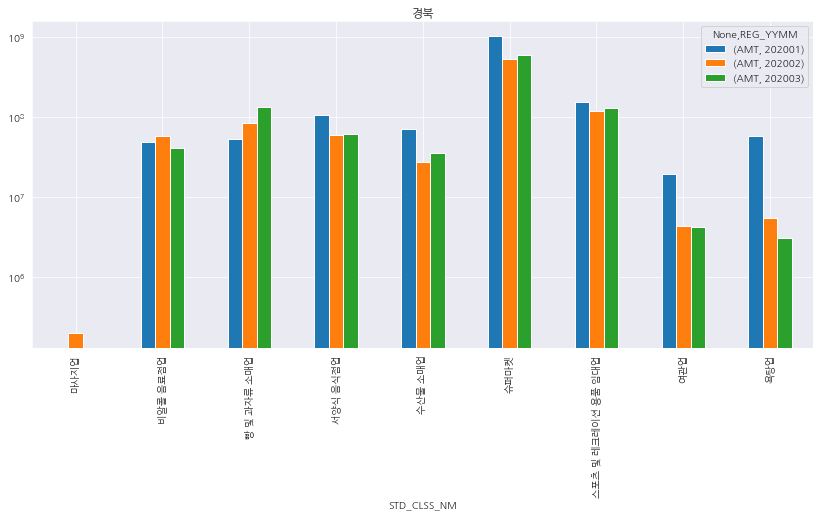 경북
None,REG_YYMM
(AMT, 202001)
(AMT, 202002)
(AMT, 202003)
10⁹
10⁸
10⁷
10⁶
마사지업
비알콜 음료점업
빵 및 과자류 소매업
서양식 음식점업
수산물 소매업
슈퍼마켓
스포츠 및 레크레이션 용품 임대업
여관업
욕탕업
STD_CLSS_NM